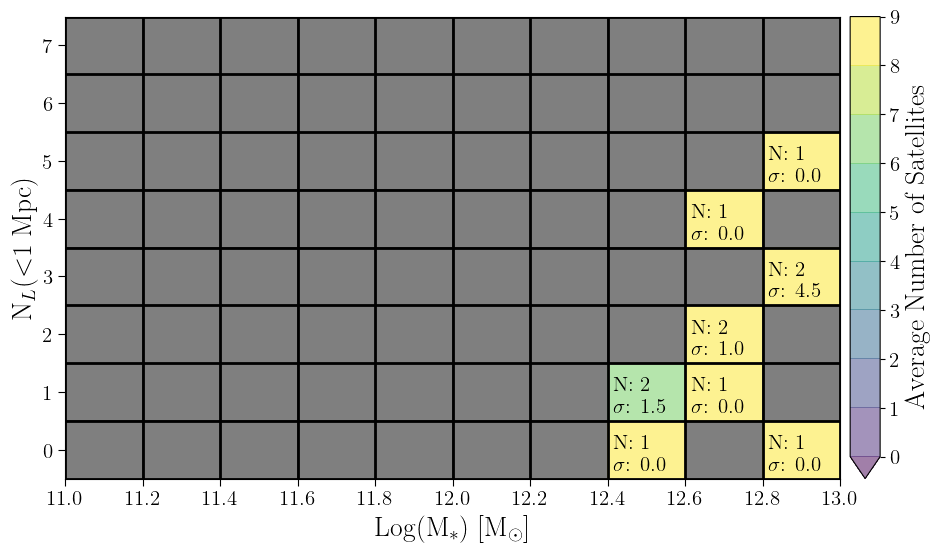 N_L(<1 Mpc)
7
6
5
4
3
2
1
0
N: 1
σ: 0.0
N: 1
σ: 0.0
N: 2
σ: 4.5
N: 2
σ: 1.0
N: 2
σ: 1.5
N: 1
σ: 0.0
N: 1
σ: 0.0
N: 1
σ: 0.0
11.0 11.2 11.4 11.6 11.8 12.0 12.2 12.4 12.6 12.8 13.0
Log(M_*) [M_⊙]
9
8
7
6
5
4
3
2
1
0
Average Number of Satellites